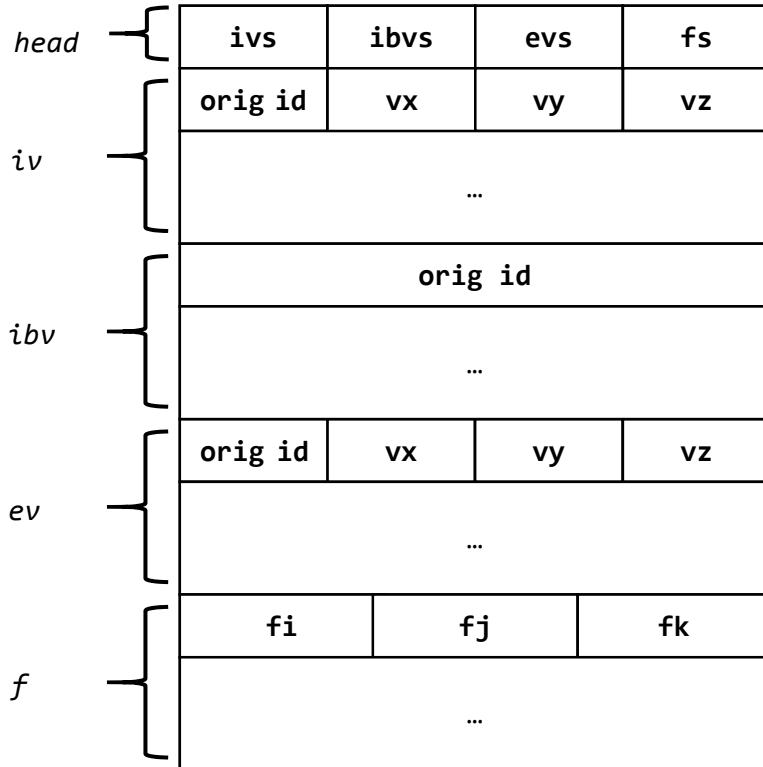 head ivs ibvs evs fs
orig id vx vy vz
iv
…
orig id
ibv
…
orig id vx vy vz
ev
…
fi fj fk
f
…